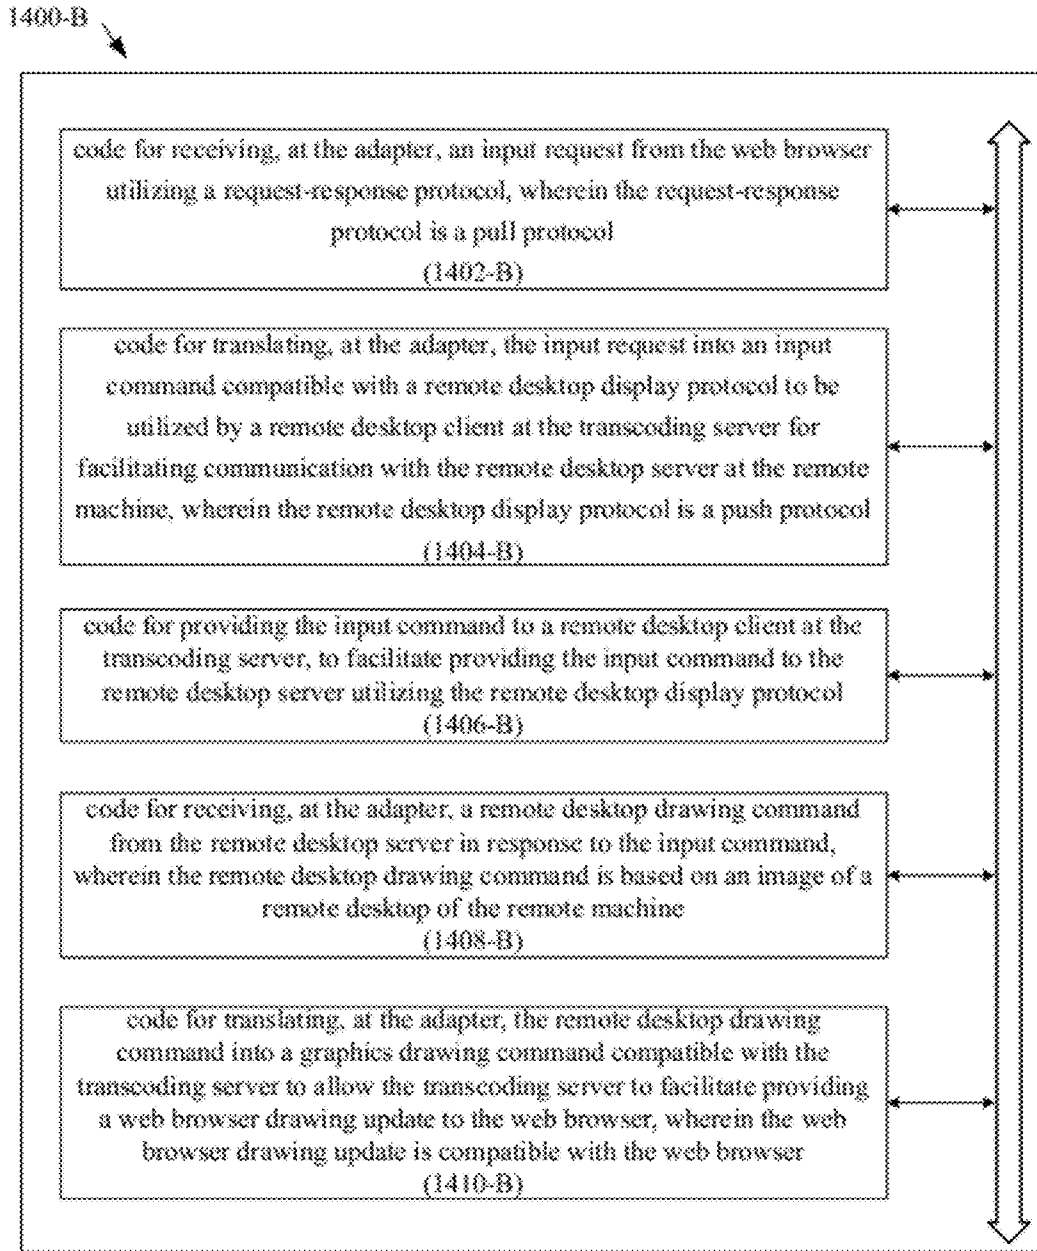 1400-B
code for receiving, at the adapter, an input request from the web browser
utilizing a request-response protocol, wherein the request-response
protocol is a pull protocol
(1402-B)
code for translating, at the adapter, the input request into an input
command compatible with a remote desktop display protocol to be
utilized by a remote desktop client at the transcoding server for
facilitating communication with the remote desktop server at the remote
machine, wherein the remote desktop display protocol is a push protocol
(1404-B)
code for providing the input command to a remote desktop client at the
transcoding server, to facilitate providing the input command to the
remote desktop server utilizing the remote desktop display protocol
(1406-B)
code for receiving, at the adapter, a remote desktop drawing command
from the remote desktop server in response to the input command,
wherein the remote desktop drawing command is based on an image of a
remote desktop of the remote machine
(1408-B)
code for translating, at the adapter, the remote desktop drawing
command into a graphics drawing command compatible with the
transcoding server to allow the transcoding server to facilitate providing
a web browser drawing update to the web browser, wherein the web
browser drawing update is compatible with the web browser
(1410-B)